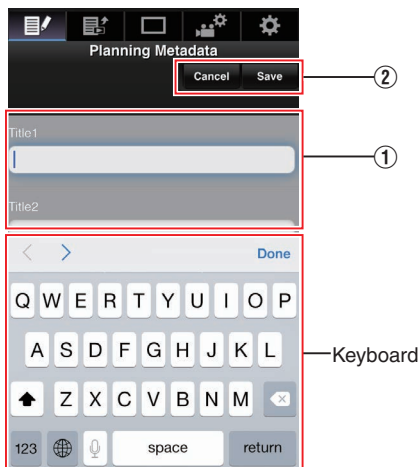 Planning Metadata
Cancel Save
②
Title1
①
Title2
Done
Q W E R T Y U I O P
A S D F G H J K L
Keyboard
Z X C V B N M
123 space return